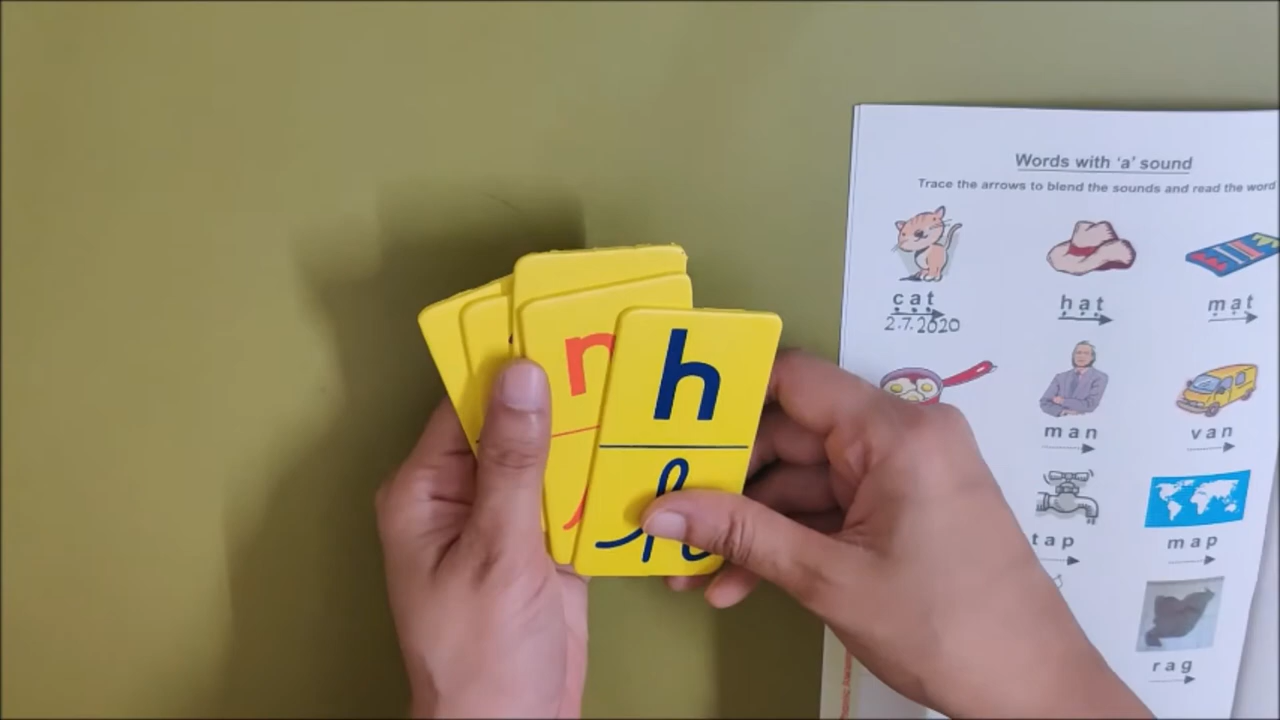 Words with 'a' sound
Trace the arrows to blend the sounds and read the word
cat
hat
mat
2.7.2020
man
van
tap
map
rag
n
h
h